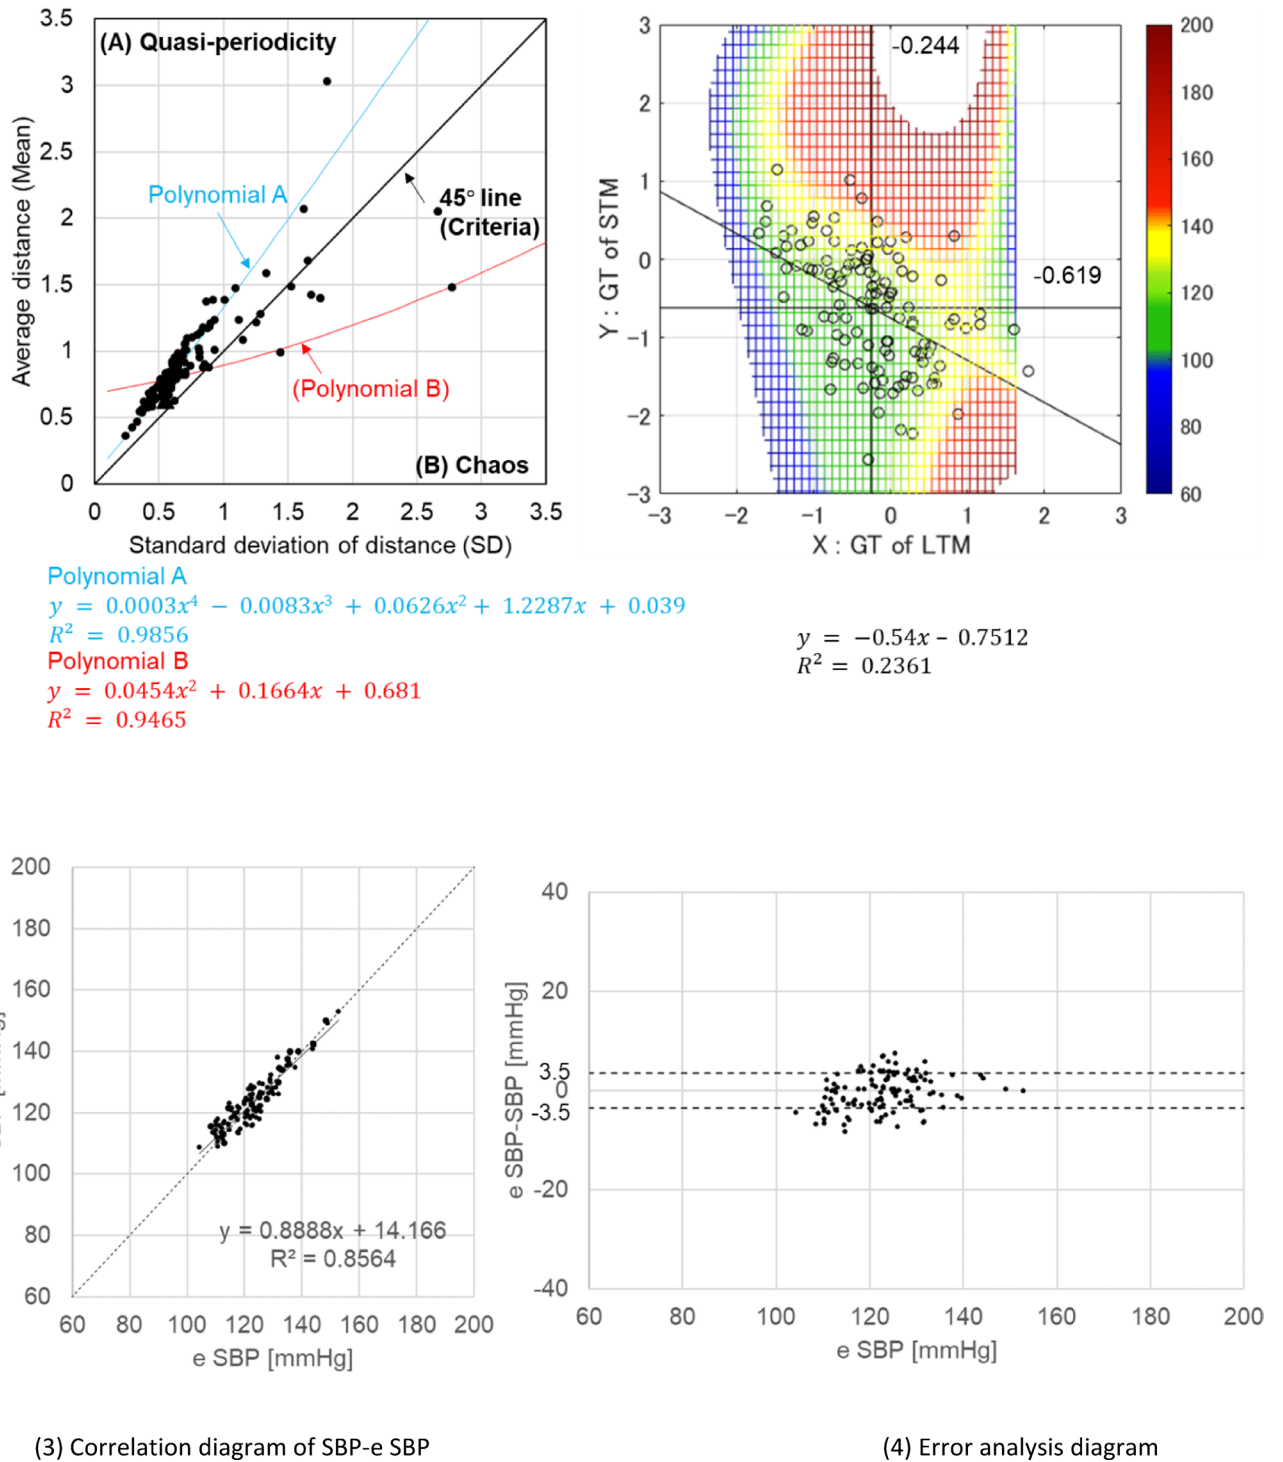 3.5
3
2.5
2
1.5
1
0.5
0
0 0.5 1 1.5 2 2.5 3 3.5
Average distance (Mean)
Standard deviation of distance (SD)
(A) Quasi-periodicity
Polynomial A
45° line
(Criteria)
(Polynomial B)
(B) Chaos
Polynomial A
y = 0.0003x⁴ − 0.0083x³ + 0.0626x² + 1.2287x + 0.039
R² = 0.9856
Polynomial B
y = 0.0454x² + 0.1664x + 0.681
R² = 0.9465
3
2
1
0
−1
−2
−3
−3 −2 −1 0 1 2 3
Y : GT of STM
X : GT of LTM
-0.244
-0.619
200
180
160
140
120
100
80
60
y = −0.54x – 0.7512
R² = 0.2361
200
180
160
140
120
100
80
60
60 80 100 120 140 160 180 200
e SBP [mmHg]
y = 0.8888x + 14.166
R² = 0.8564
40
20
3.5
0
-3.5
-20
-40
60 80 100 120 140 160 180 200
e SBP-SBP [mmHg]
e SBP [mmHg]
(3) Correlation diagram of SBP-e SBP
(4) Error analysis diagram